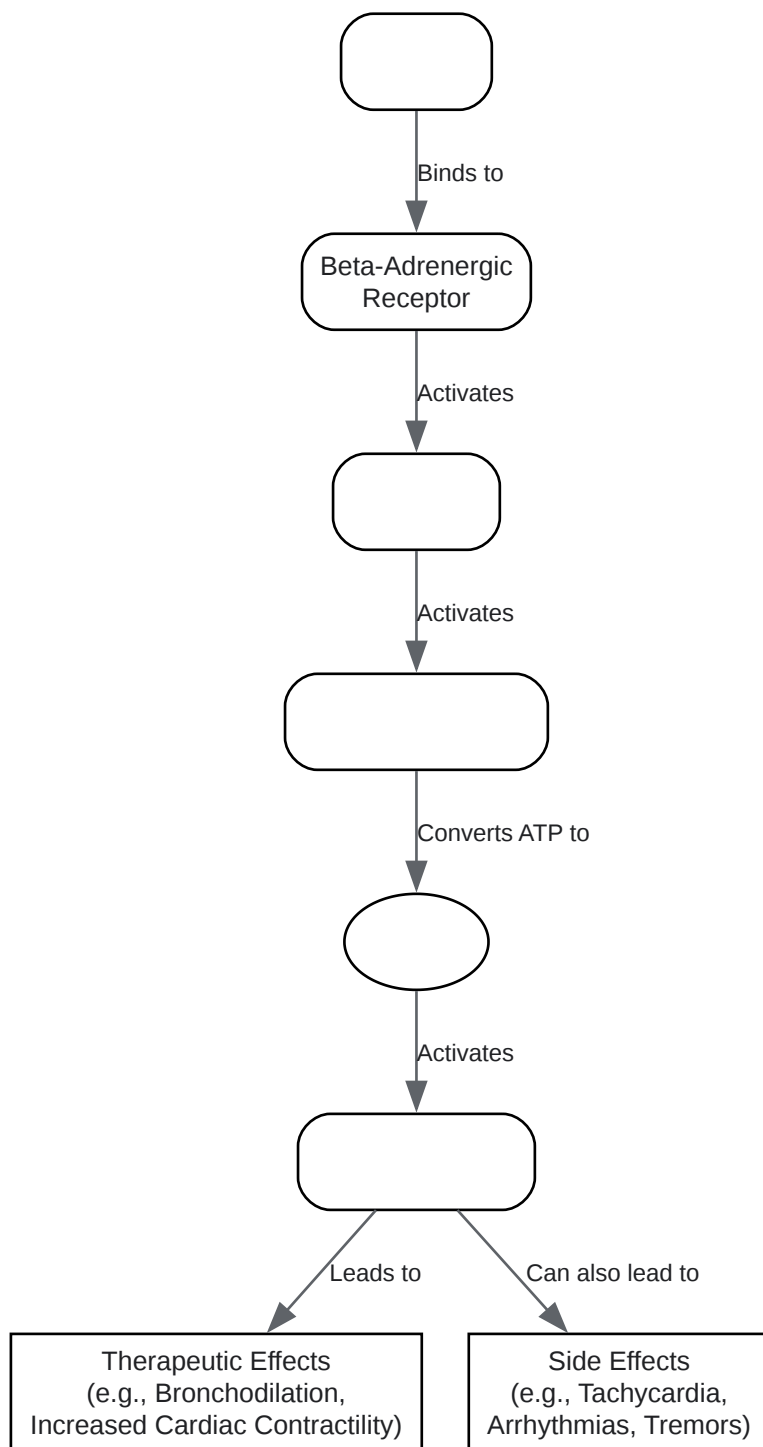 Binds to
Beta-Adrenergic
Receptor
Activates
Activates
Converts ATP to
Activates
Leads to
Can also lead to
Therapeutic Effects
(e.g., Bronchodilation,
Increased Cardiac Contractility)
Side Effects
(e.g., Tachycardia,
Arrhythmias, Tremors)